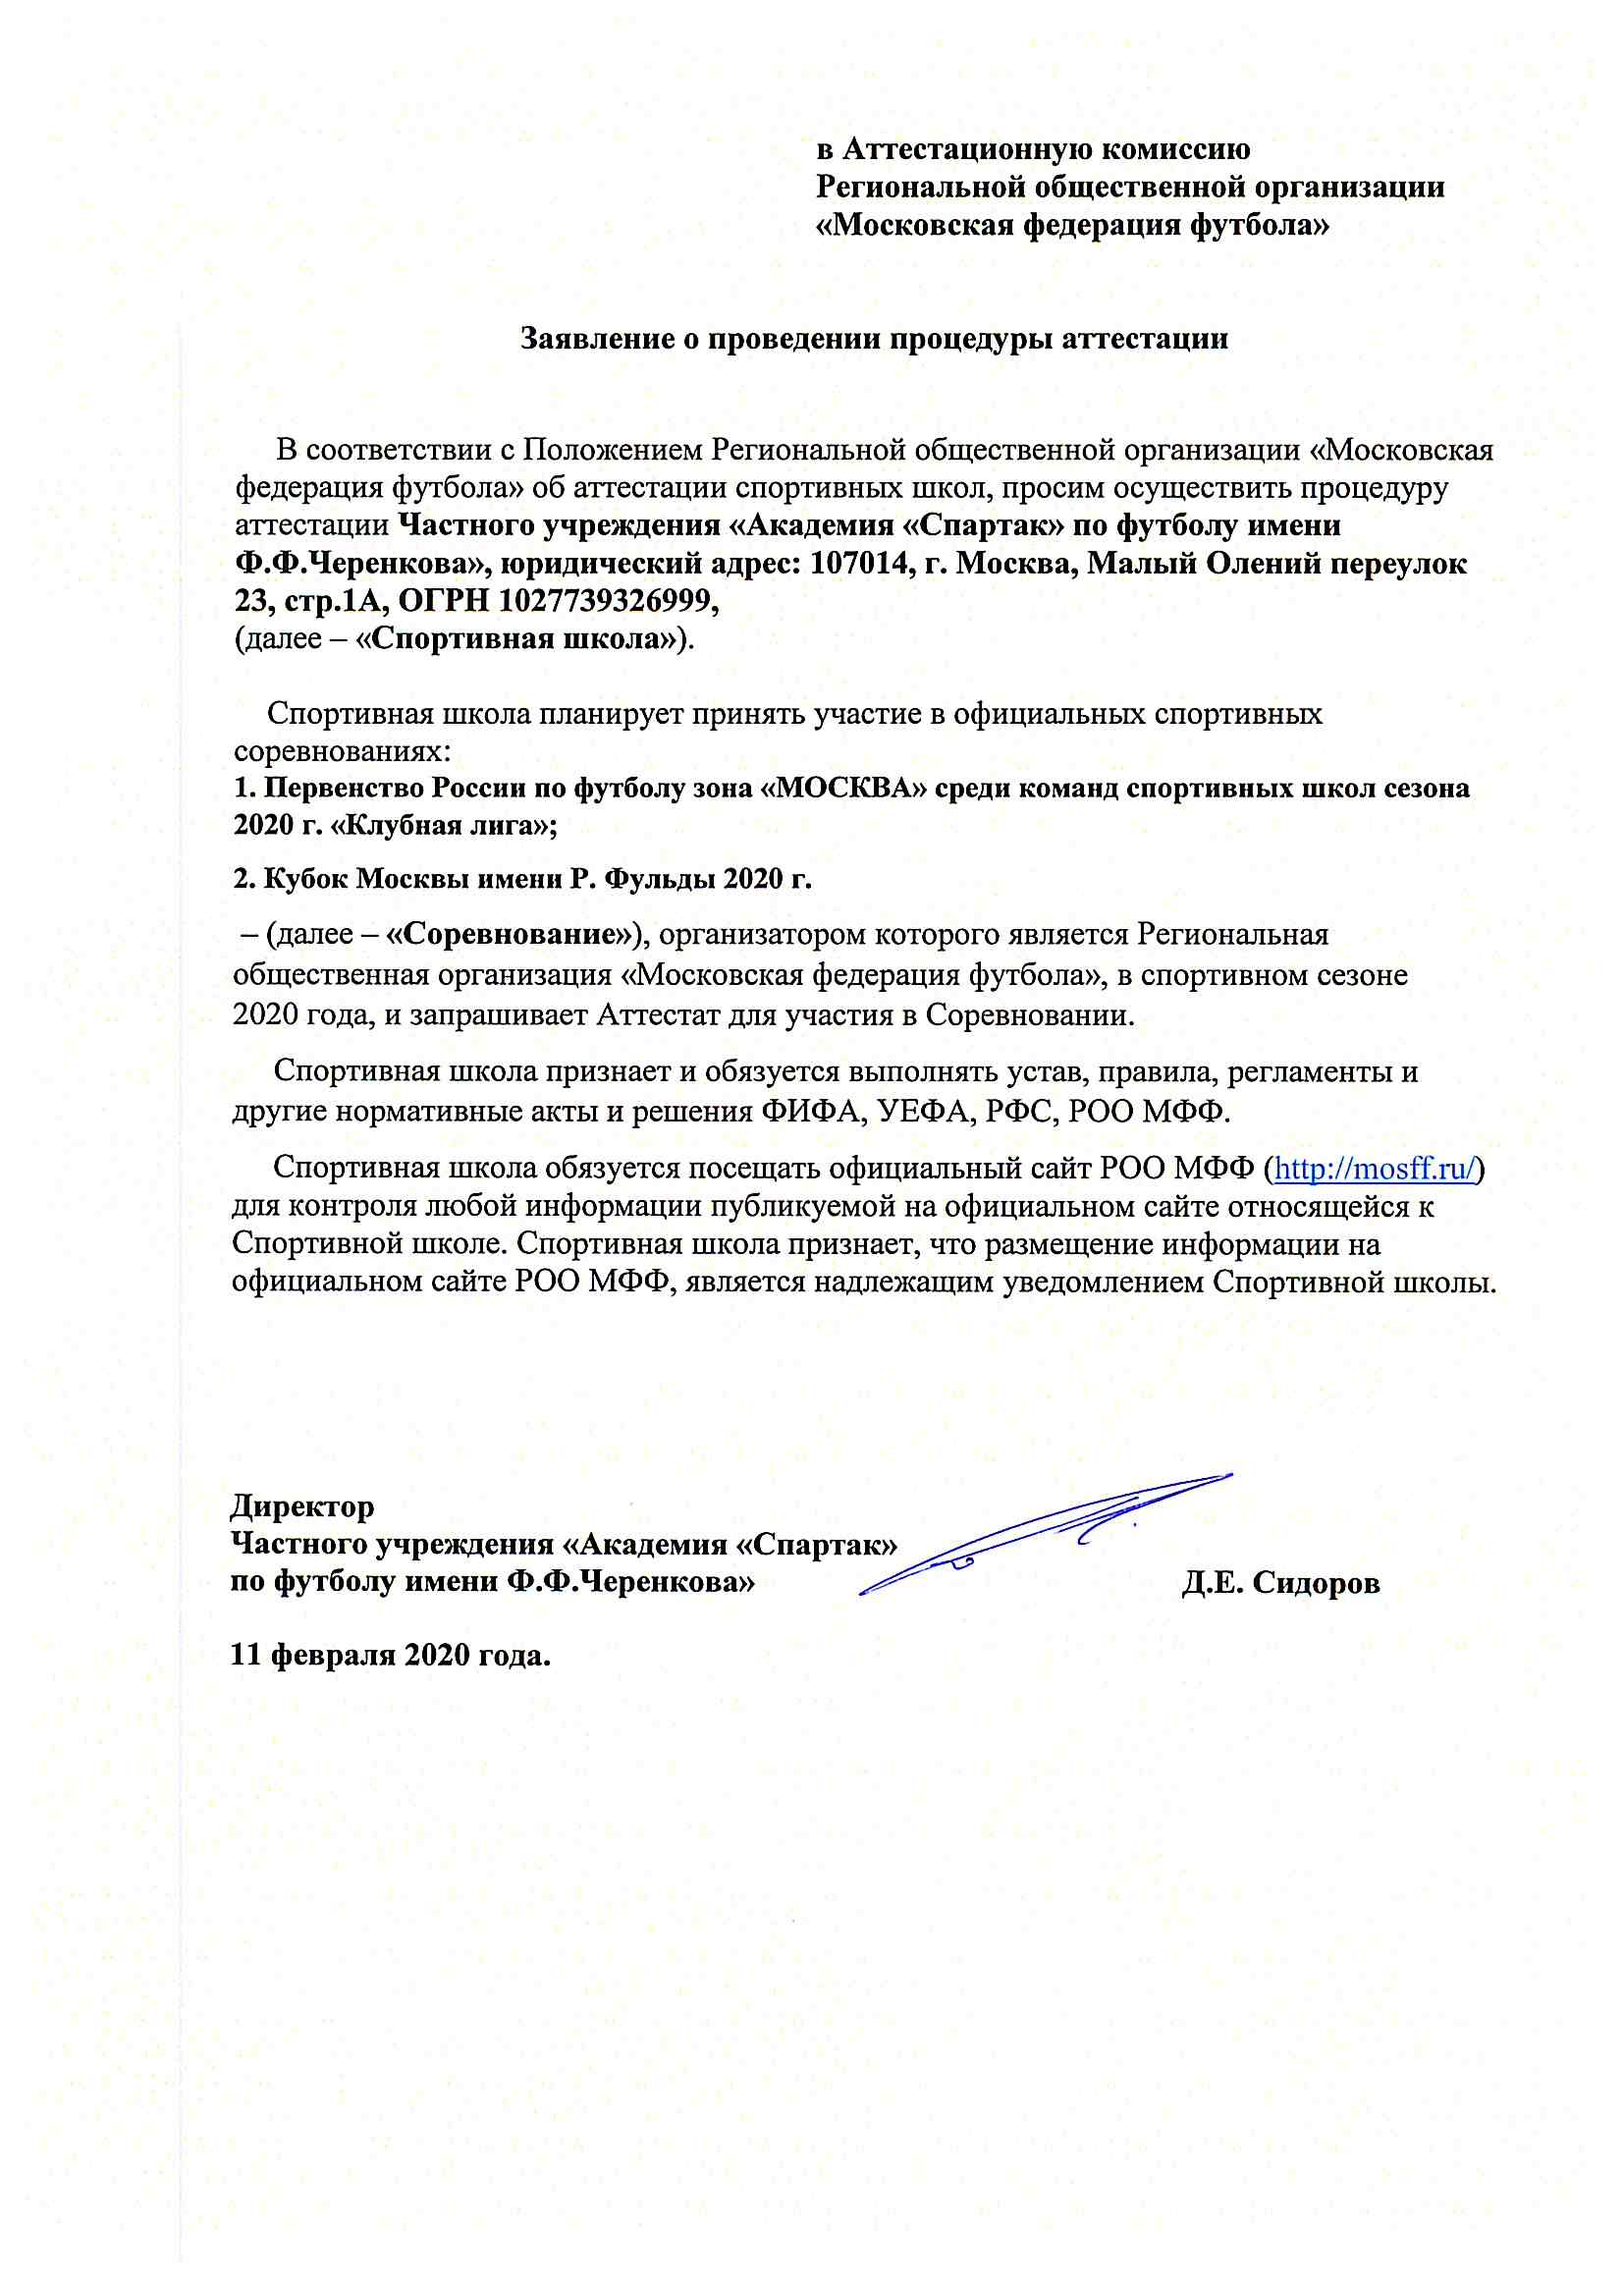 в Аттестационную комиссию
Региональной общественной организации
«Московская федерация футбола»
Заявление о проведении процедуры аттестации
В соответствии с Положением Региональной общественной организации «Московская
федерация футбола» об аттестации спортивных школ, просим осуществить процедуру
аттестации Частного учреждения «Академия «Спартак» по футболу имени
Ф.Ф.Черенкова», юридический адрес: 107014, г. Москва, Малый Олений переулок
23, стр.1А, ОГРН 1027739326999,
(далее – «Спортивная школа»).
Спортивная школа планирует принять участие в официальных спортивных
соревнованиях:
1. Первенство России по футболу зона «МОСКВА» среди команд спортивных школ сезона
2020 г. «Клубная лига»;
2. Кубок Москвы имени Р. Фульды 2020 г.
– (далее – «Соревнование»), организатором которого является Региональная
общественная организация «Московская федерация футбола», в спортивном сезоне
2020 года, и запрашивает Аттестат для участия в Соревновании.
Спортивная школа признает и обязуется выполнять устав, правила, регламенты и
другие нормативные акты и решения ФИФА, УЕФА, РФС, РОО МФФ.
Спортивная школа обязуется посещать официальный сайт РОО МФФ (http://mosff.ru/)
для контроля любой информации публикуемой на официальном сайте относящейся к
Спортивной школе. Спортивная школа признает, что размещение информации на
официальном сайте РОО МФФ, является надлежащим уведомлением Спортивной школы.
Директор
Частного учреждения «Академия «Спартак»
по футболу имени Ф.Ф.Черенкова» Д.Е. Сидоров
11 февраля 2020 года.